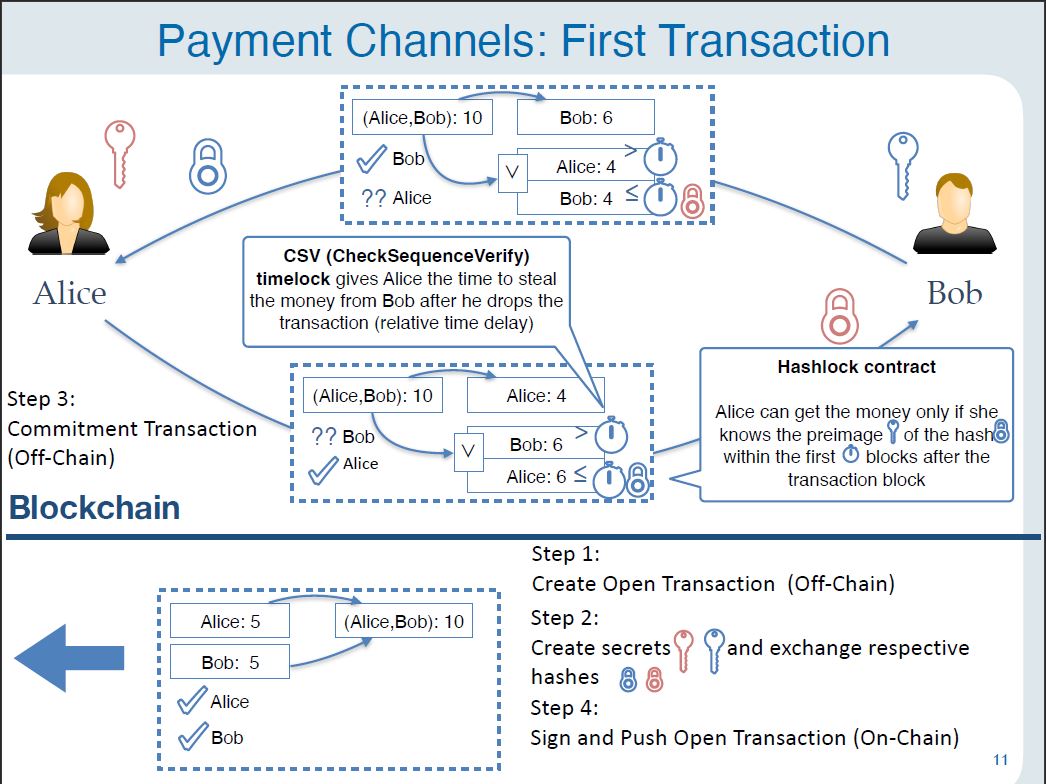 Payment Channels: First Transaction
(Alice,Bob): 10
Bob: 6
Bob
?? Alice
V
Alice: 4 >
Bob: 4 ≤
Alice
Bob
CSV (CheckSequenceVerify)
timelock gives Alice the time to steal
the money from Bob after he drops the
transaction (relative time delay)
Hashlock contract
Alice can get the money only if she
knows the preimage of the hash
within the first blocks after the
transaction block
(Alice,Bob): 10
Alice: 4
?? Bob
Alice
V
Bob: 6 >
Alice: 6 ≤
Step 3:
Commitment Transaction
(Off-Chain)
Blockchain
Alice: 5
(Alice,Bob): 10
Bob: 5
Alice
Bob
Step 1:
Create Open Transaction (Off-Chain)
Step 2:
Create secrets and exchange respective
hashes
Step 4:
Sign and Push Open Transaction (On-Chain)
11